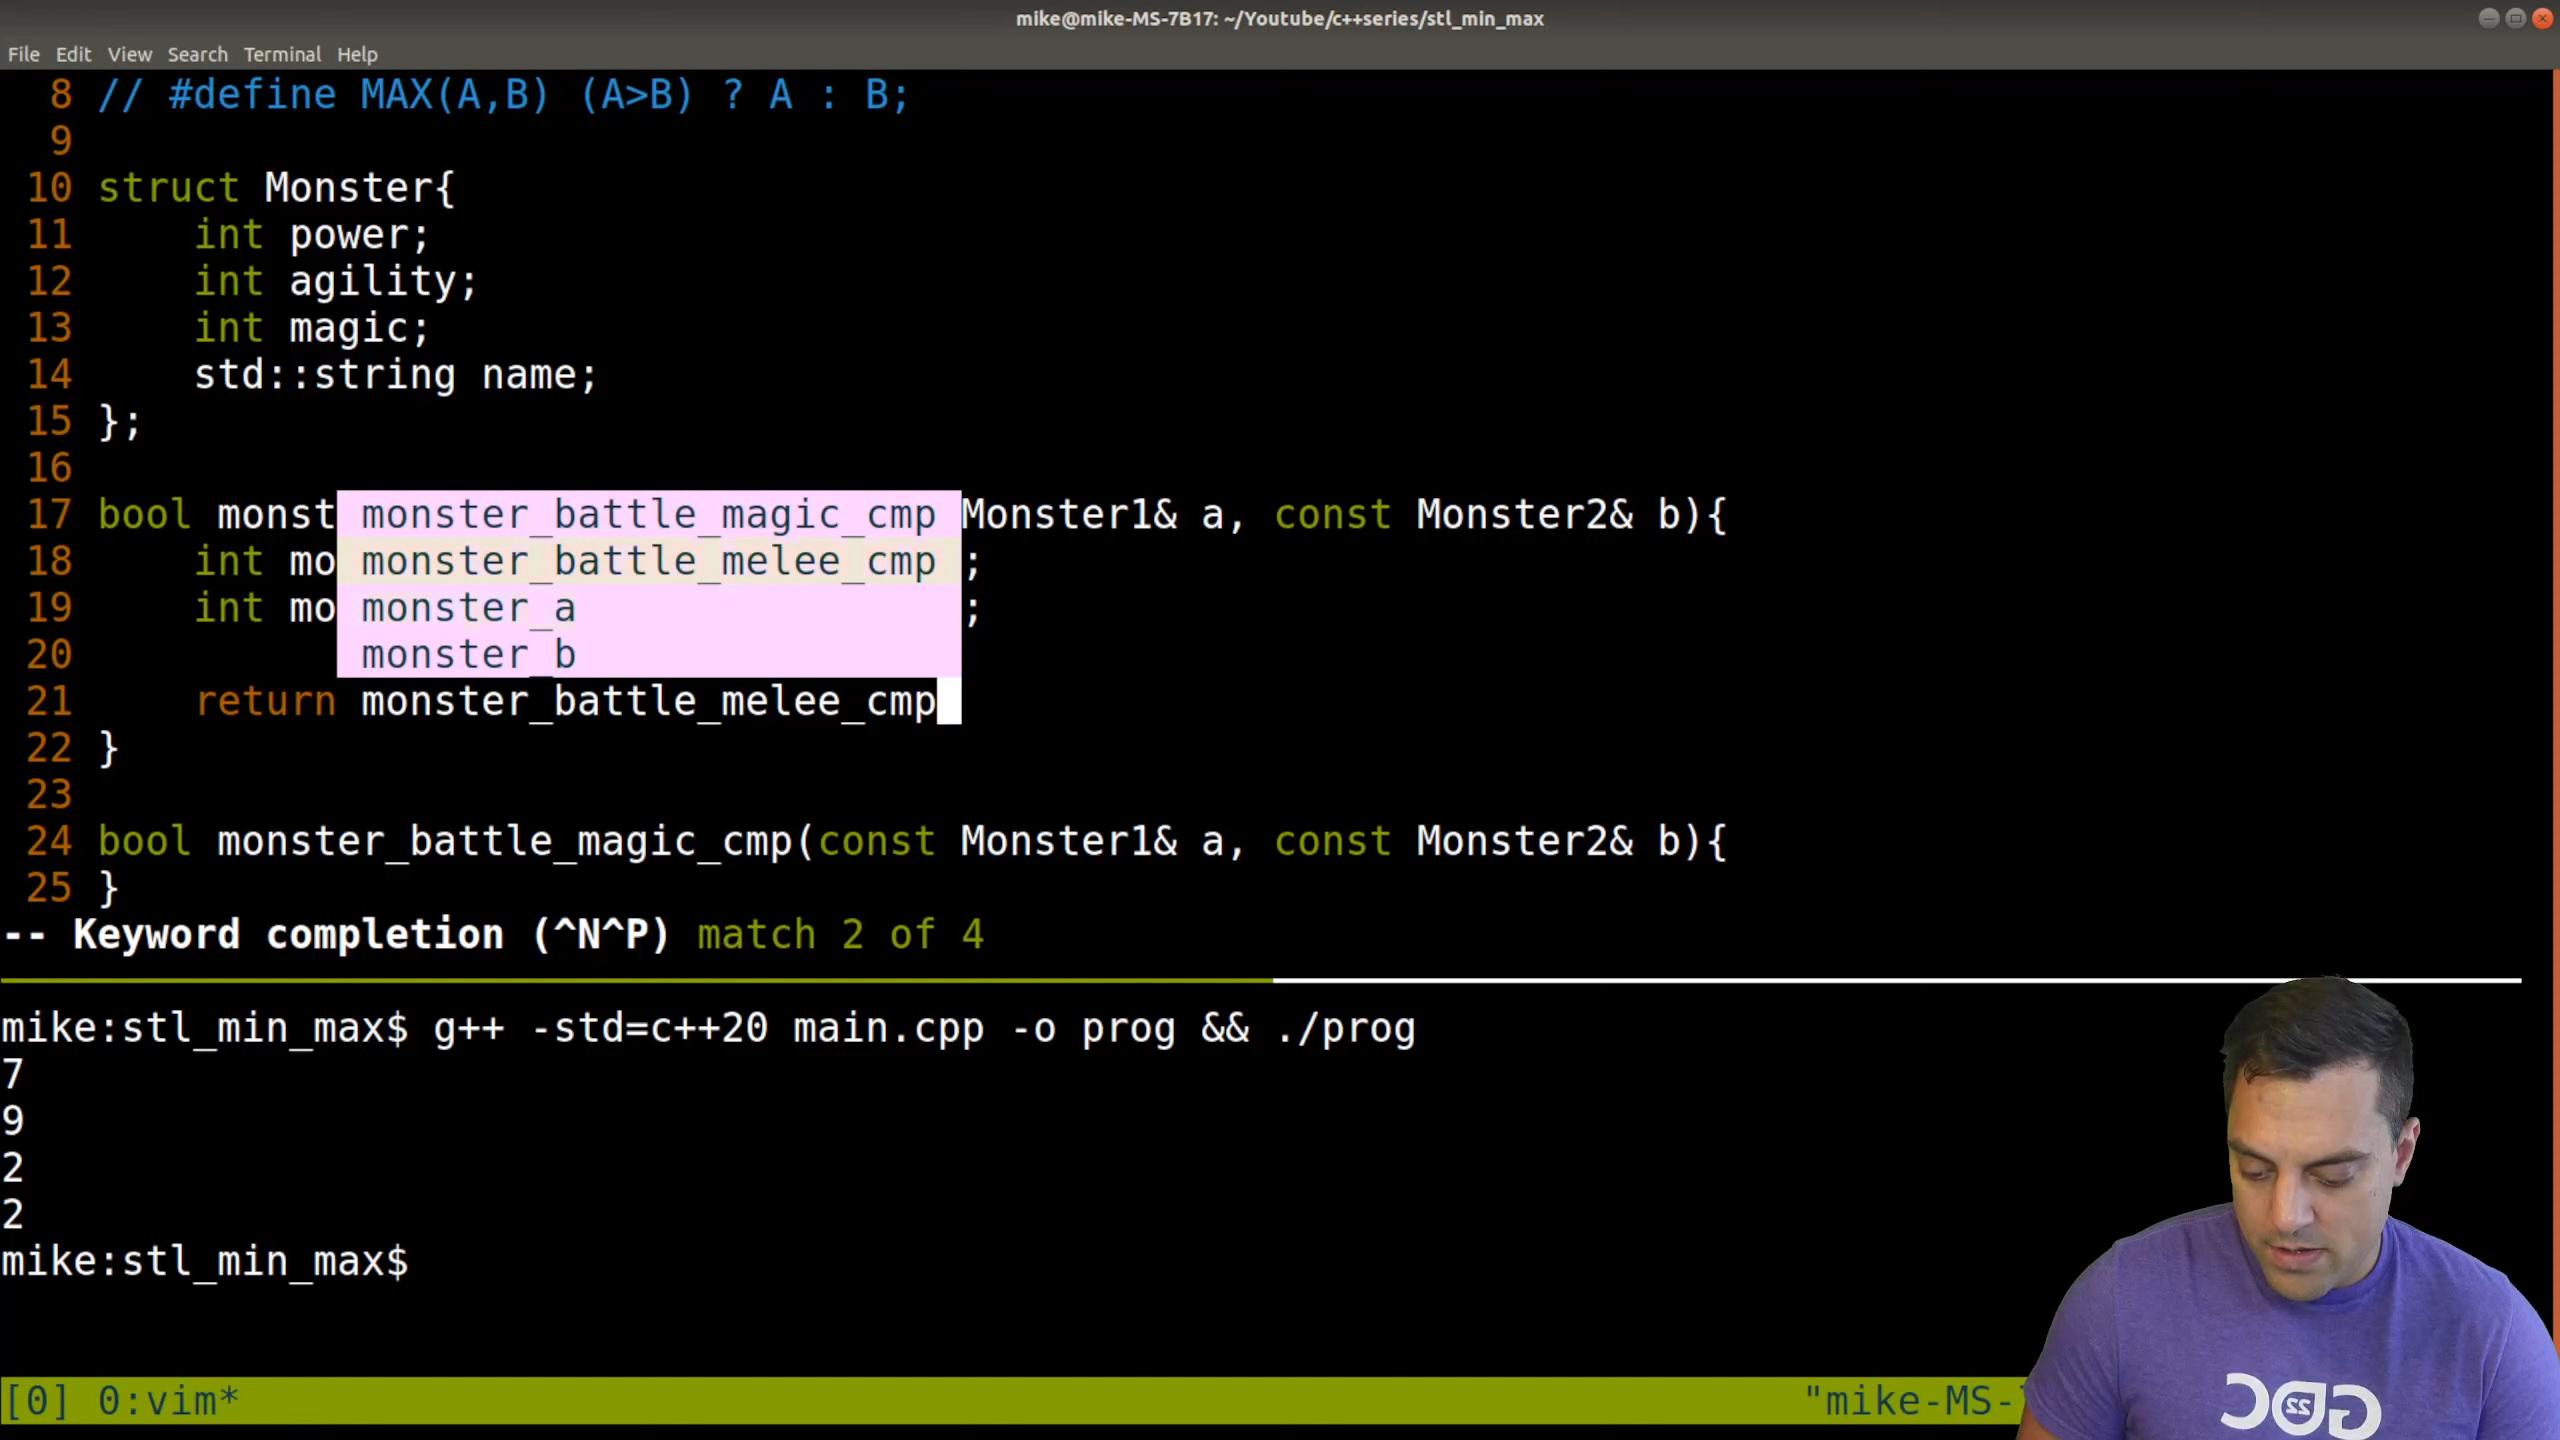 mike@mike-MS-7B17: ~/Youtube/c++series/stl_min_max
File Edit View Search Terminal Help
8 // #define MAX(A,B) (A>B) ? A : B;
9
10 struct Monster{
11 int power;
12 int agility;
13 int magic;
14 std::string name;
15 };
16
17 bool monst monster_battle_magic_cmp Monster1& a, const Monster2& b){
18 int mo monster_battle_melee_cmp ;
19 int mo monster_a ;
20 monster_b
21 return monster_battle_melee_cmp
22 }
23
24 bool monster_battle_magic_cmp(const Monster1& a, const Monster2& b){
25 }
-- Keyword completion (^N^P) match 2 of 4
mike:stl_min_max$ g++ -std=c++20 main.cpp -o prog && ./prog
7
9
2
2
mike:stl_min_max$
[0] 0:vim* "mike-MS-
GDC
22